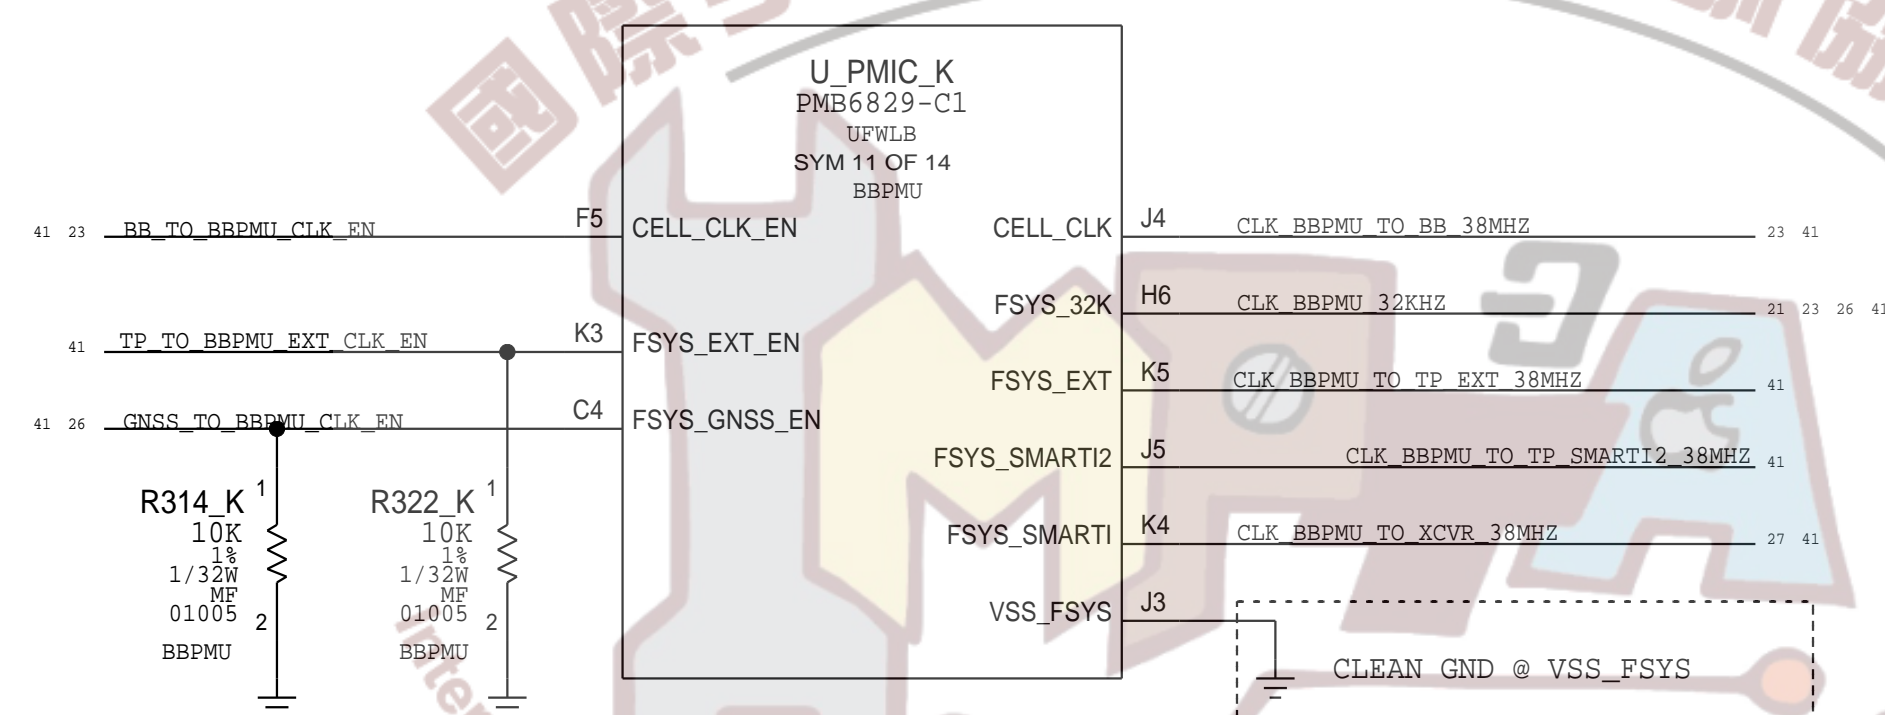 國際
U_PMIC_K
PMB6829-C1
UFWLB
SYM 11 OF 14
BBPMU
41 23 BB_TO_BBPMU_CLK_EN F5 CELL_CLK_EN
CELL_CLK J4 CLK_BBPMU_TO_BB_38MHZ 23 41
FSYS_32K H6 CLK_BBPMU_32KHZ 21 23 26 41
41 TP_TO_BBPMU_EXT_CLK_EN K3 FSYS_EXT_EN
FSYS_EXT K5 CLK_BBPMU_TO_TP_EXT_38MHZ 41
41 26 GNSS_TO_BBPMU_CLK_EN C4 FSYS_GNSS_EN
FSYS_SMARTI2 J5 CLK_BBPMU_TO_TP_SMARTI2_38MHZ 41
FSYS_SMARTI K4 CLK_BBPMU_TO_XCVR_38MHZ 27 41
VSS_FSYS J3
R314_K 1
10K
1%
1/32W
MF
01005 2
BBPMU
R322_K 1
10K
1%
1/32W
MF
01005 2
BBPMU
CLEAN GND @ VSS_FSYS